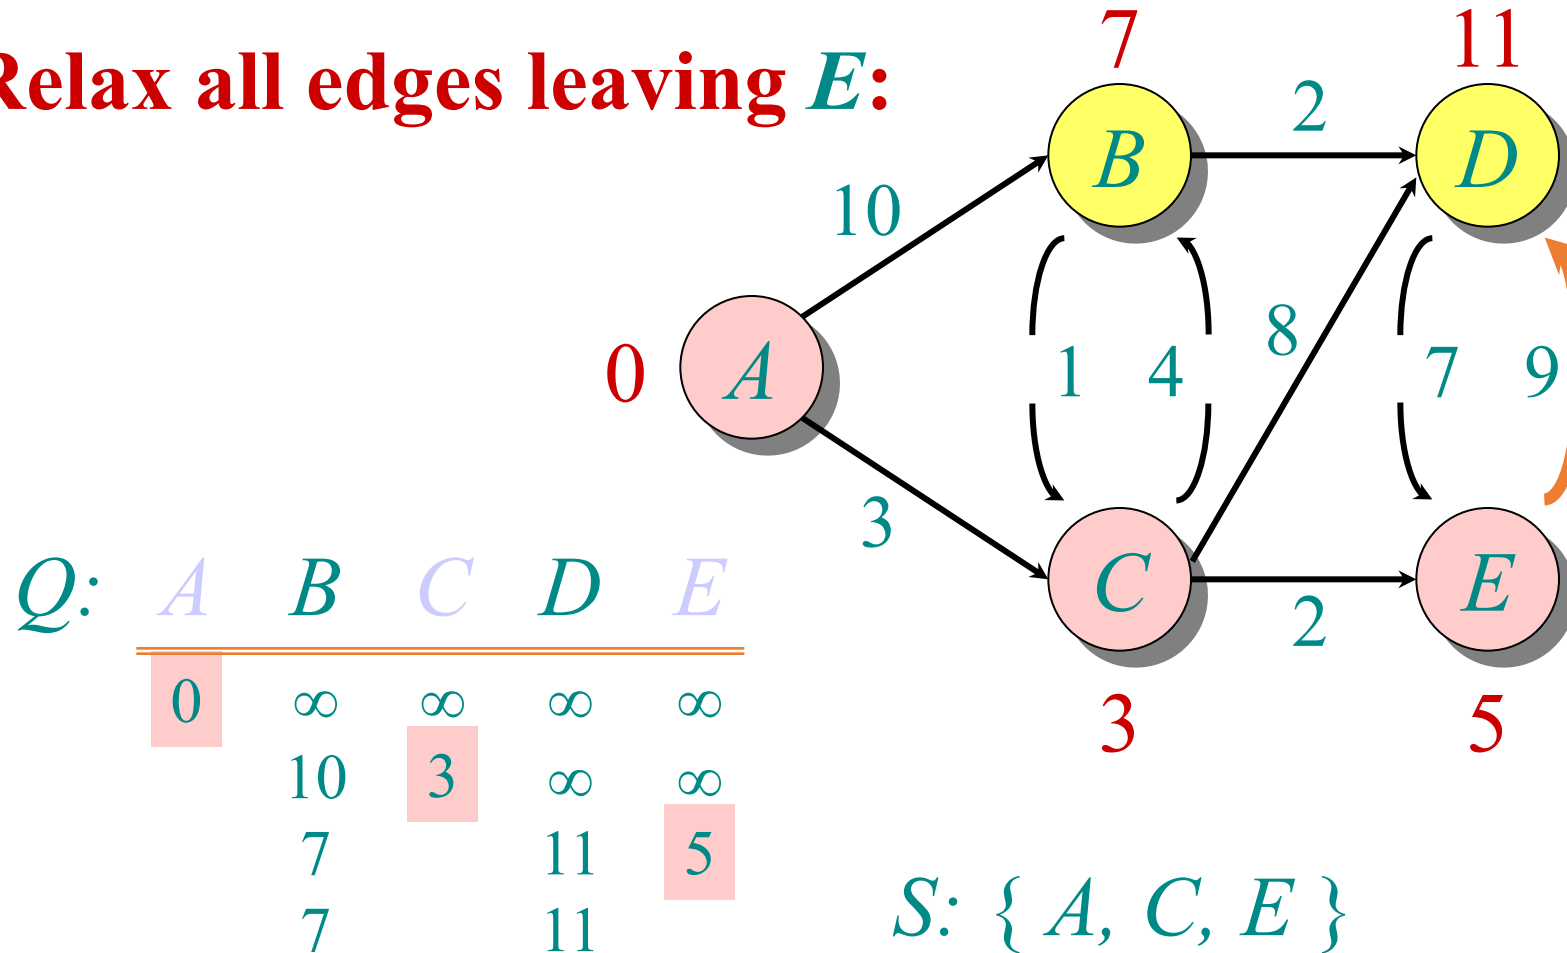 Relax all edges leaving E:
7 11
B 2 D
10
0 A 1 4 8 7 9
3
C 2 E
3 5
Q: A B C D E
0 ∞ ∞ ∞ ∞
10 3 ∞ ∞
7 11 5
7 11
S: { A, C, E }